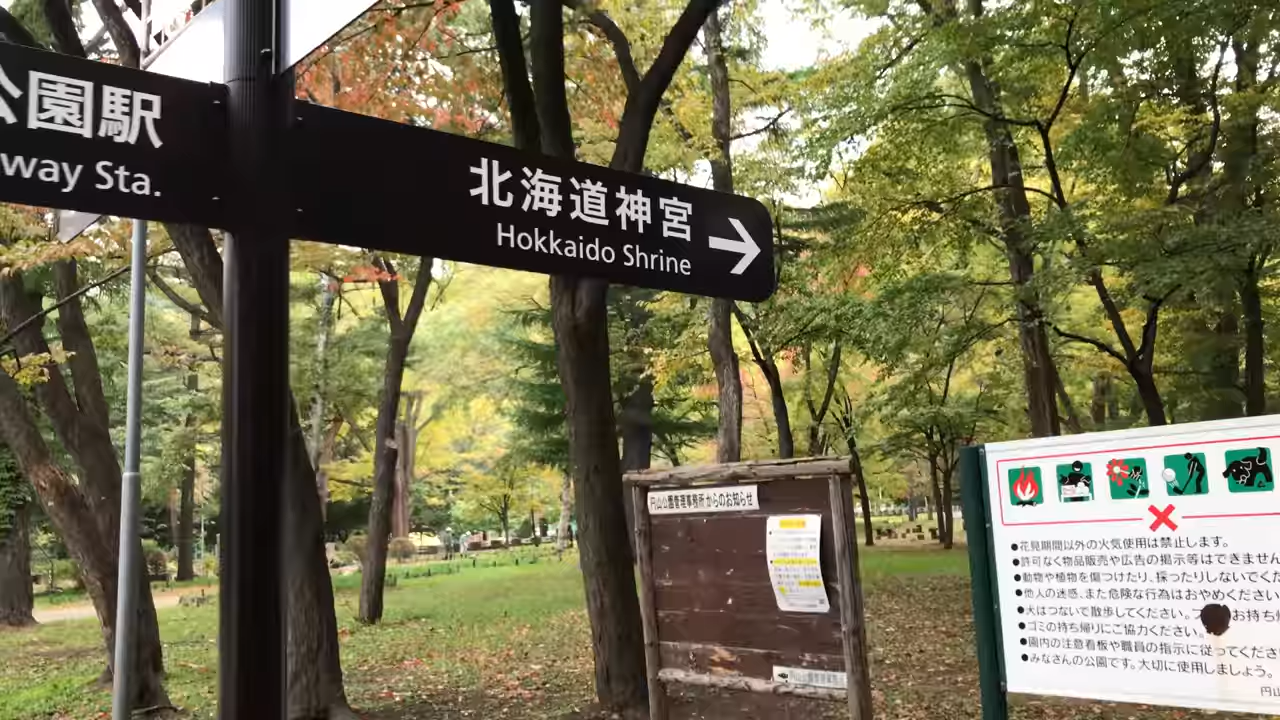 公園駅
way Sta.
北海道神宮
Hokkaido Shrine
円山公園管理事務所からのお知らせ
●花見期間以外の火気使用は禁止します。
●許可なく物品販売や広告の掲示等はできません
●動物や植物を傷つけたり、採ったりしないでくだ
●他人の迷惑、また危険な行為はおやめください
●犬はつないで散歩してください。
お持ち帰
●ゴミの持ち帰りにご協力ください。
●園内の注意看板や職員の指示に従ってくださ
●みなさんの公園です。大切に使用しましょう。
円山